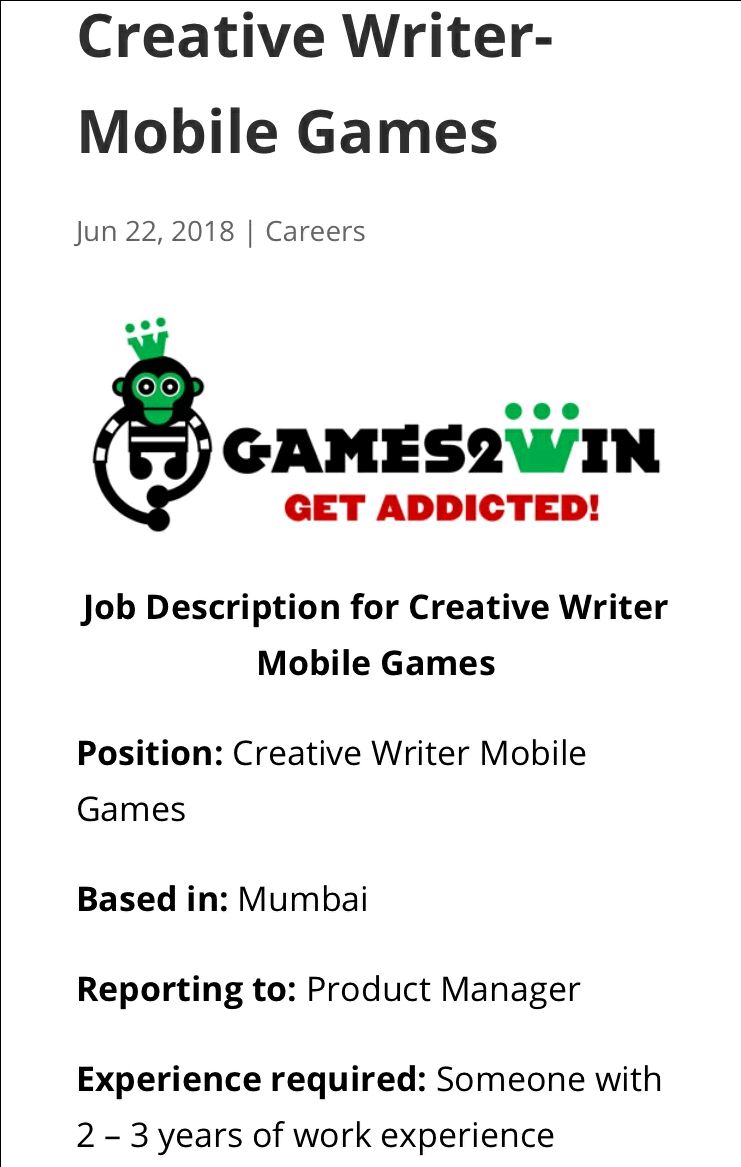 Creative Writer-
Mobile Games
Jun 22, 2018 | Careers
GAMES2WIN
GET ADDICTED!
Job Description for Creative Writer
Mobile Games
Position: Creative Writer Mobile
Games
Based in: Mumbai
Reporting to: Product Manager
Experience required: Someone with
2 – 3 years of work experience